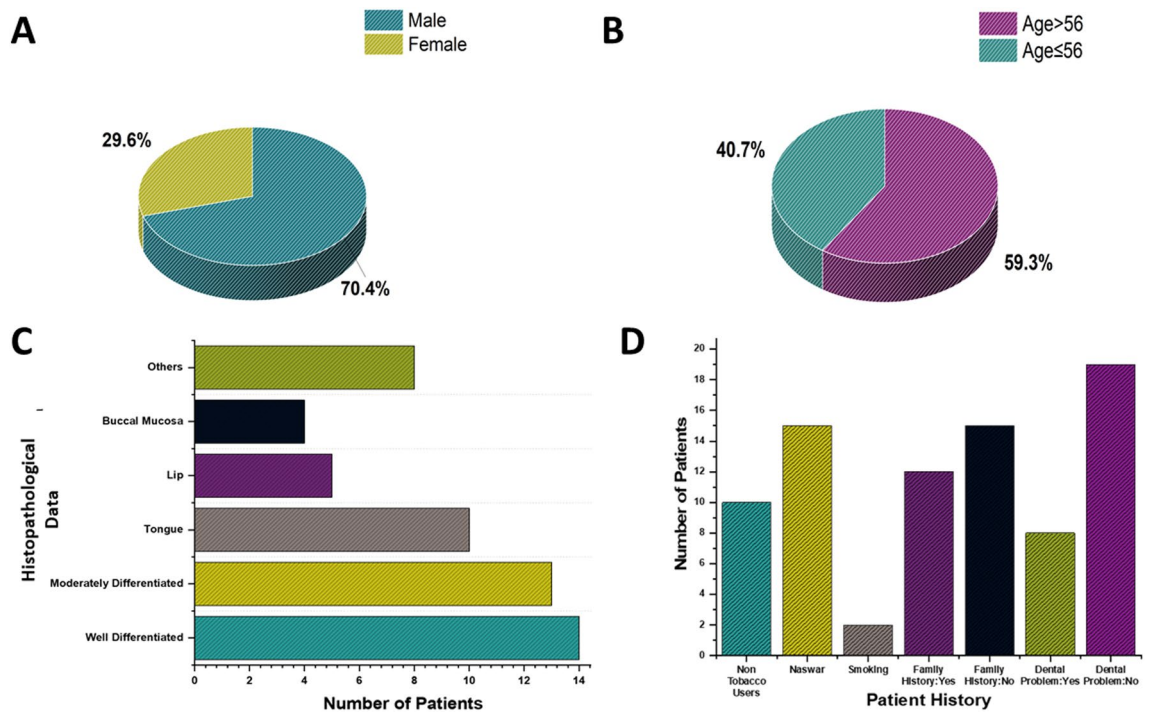 A
Male
Female
29.6%
70.4%
B
Age>56
Age≤56
40.7%
59.3%
C
Histopathological
Data
Others
Buccal Mucosa
Lip
Tongue
Moderately Differentiated
Well Differentiated
0 2 4 6 8 10 12 14
Number of Patients
D
Number of Patients
20
18
16
14
12
10
8
6
4
2
0
Non
Tobacco
Users
Naswar
Smoking
Family
History:Yes
Family
History:No
Dental
Problem:Yes
Dental
Problem:No
Patient History